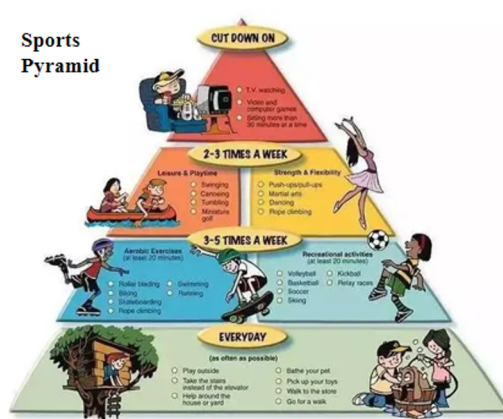 Sports
Pyramid
CUT DOWN ON
T.V. watching
Video and
computer games
Sitting more than
30 minutes at a time
2-3 TIMES A WEEK
Leisure & Playtime
Swinging
Canoeing
Tumbling
Miniature
golf
Strength & Flexibility
Push-ups/pull-ups
Martial arts
Dancing
Rope climbing
3-5 TIMES A WEEK
Aerobic Exercises
(at least 20 minutes)
Roller blading
Biking
Skateboarding
Rope climbing
Swimming
Running
Recreational activities
(at least 20 minutes)
Volleyball
Basketball
Soccer
Skiing
Kickball
Relay races
EVERYDAY
(as often as possible)
Play outside
Take the stairs
instead of the elevator
Help around the
house or yard
Bathe your pet
Pick up your toys
Walk to the store
Go for a walk